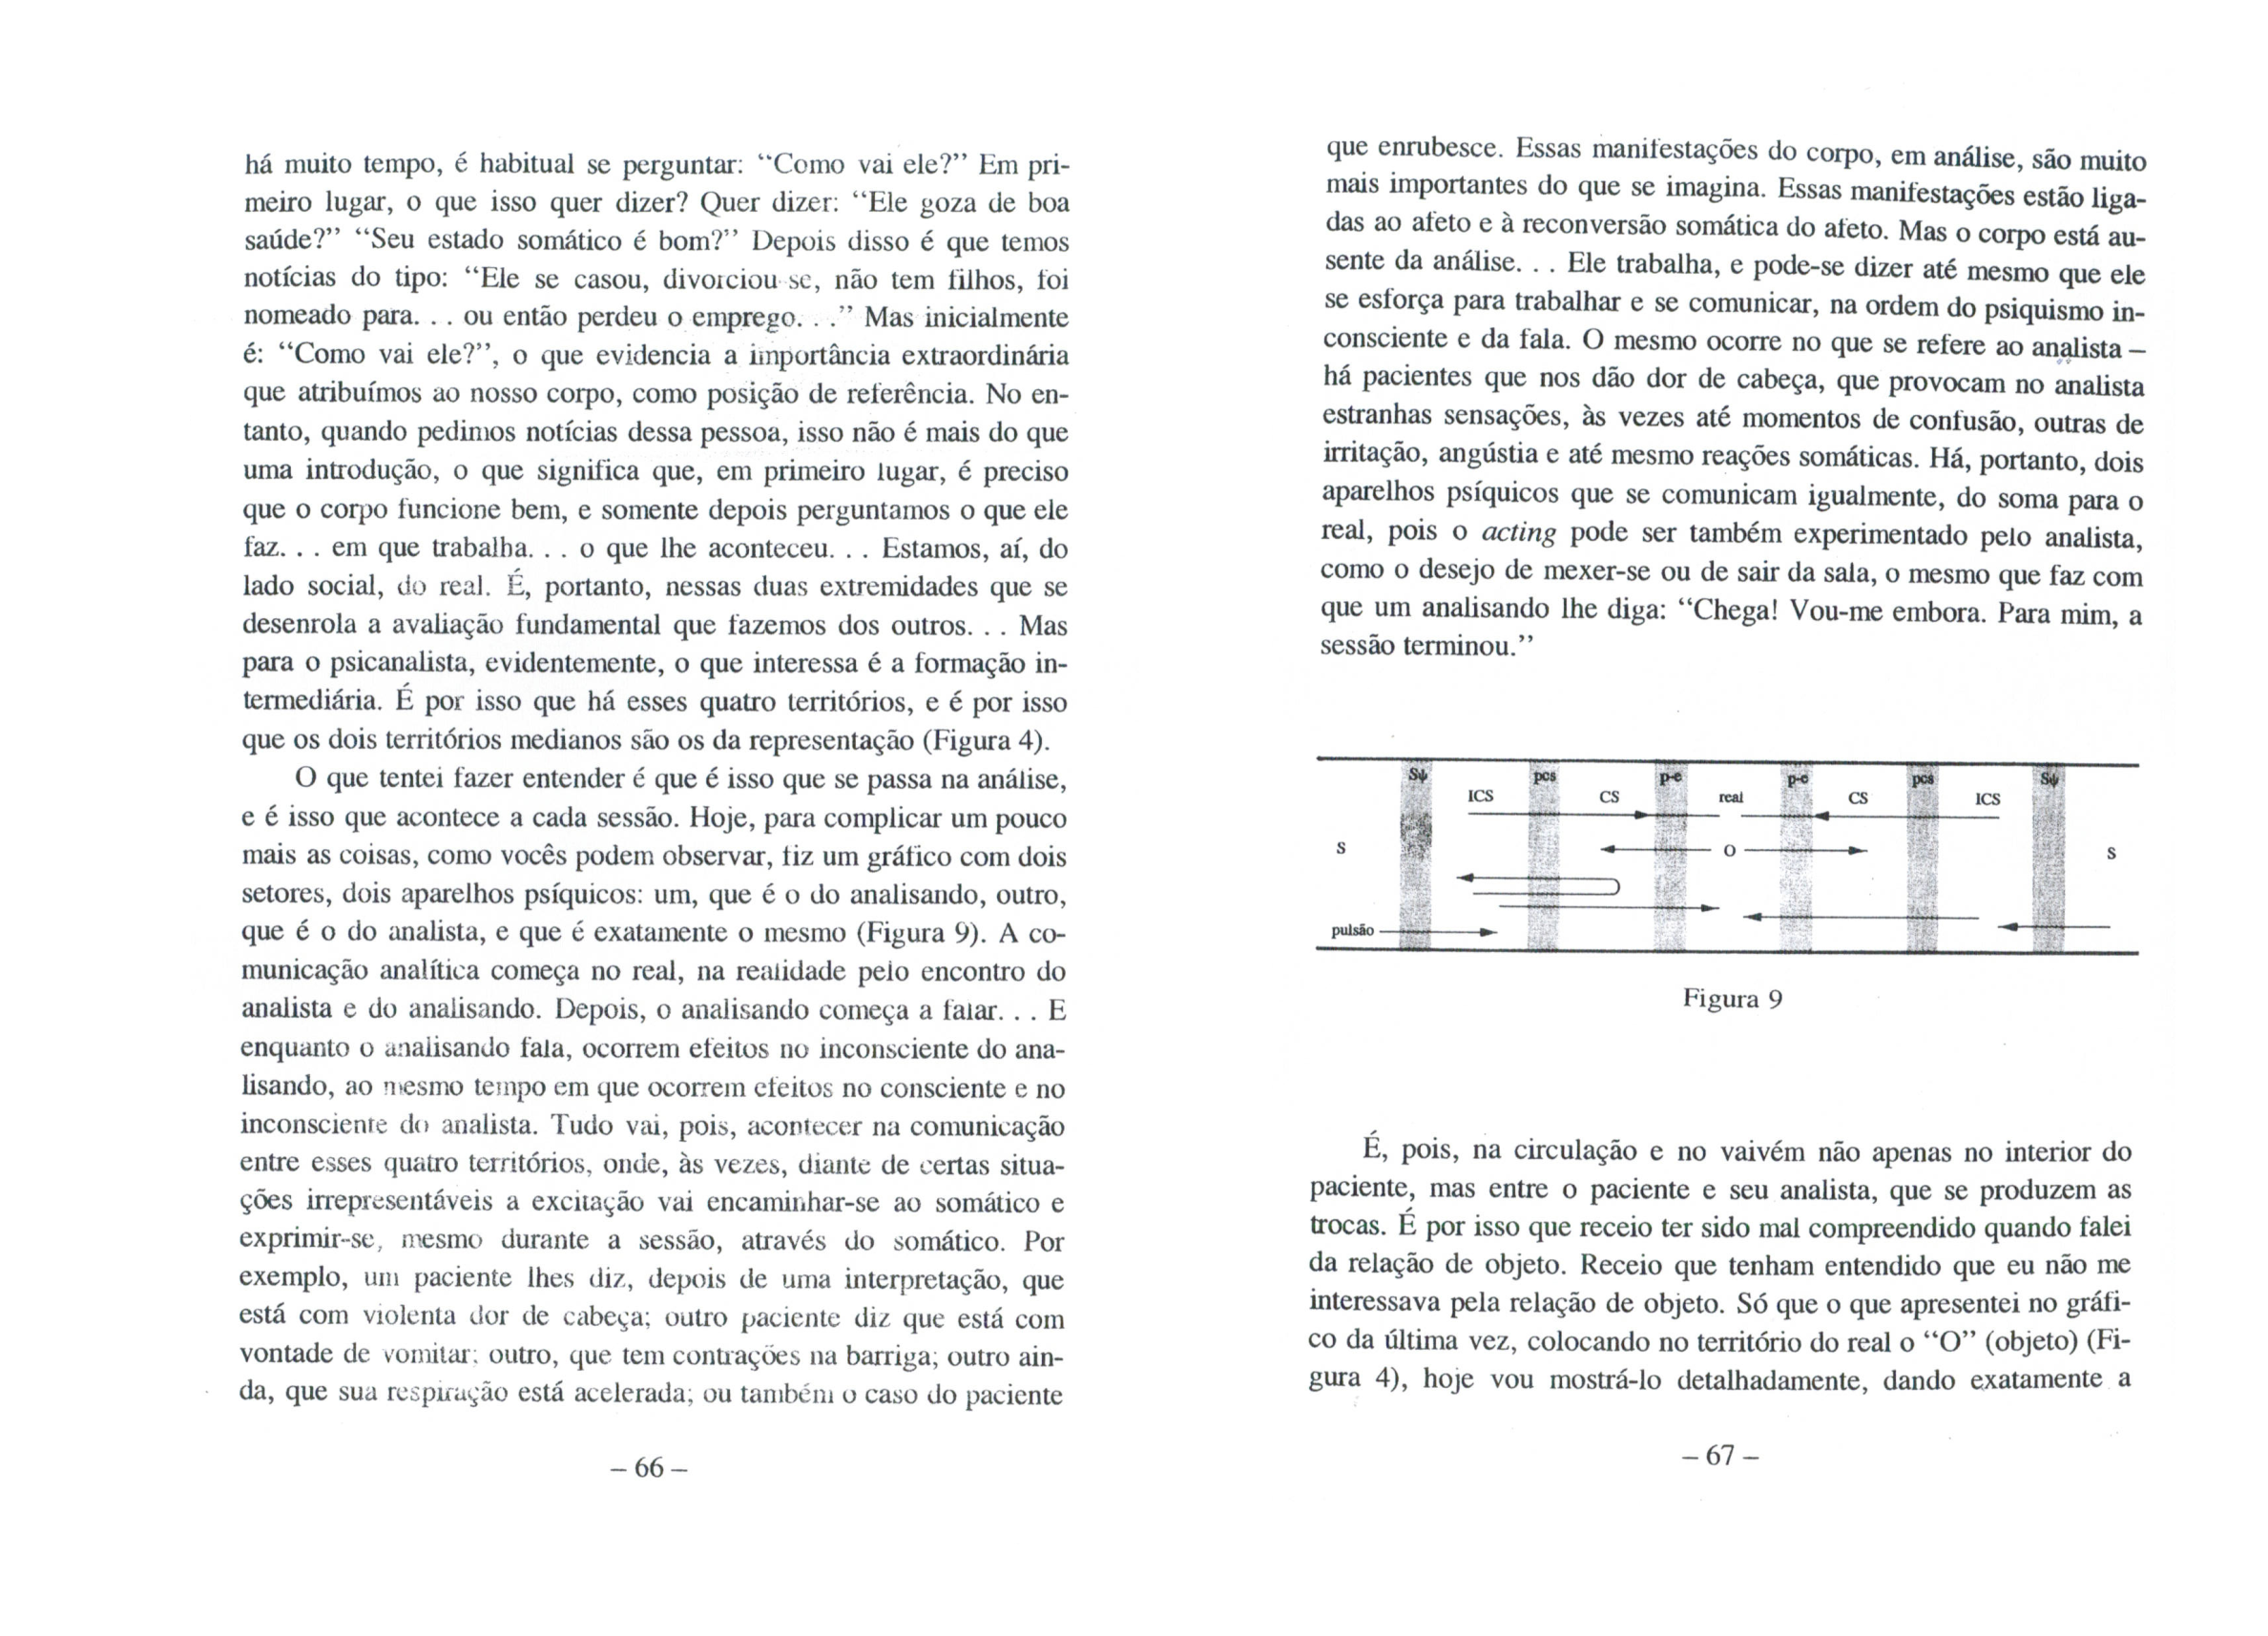 há muito tempo, é habitual se perguntar: “Como vai ele?” Em pri-
meiro lugar, o que isso quer dizer? Quer dizer: “Ele goza de boa
saúde?” “Seu estado somático é bom?” Depois disso é que temos
notícias do tipo: “Ele se casou, divorciou-se, não tem filhos, foi
nomeado para. . . ou então perdeu o emprego. . .” Mas inicialmente
é: “Como vai ele?”, o que evidencia a importância extraordinária
que atribuímos ao nosso corpo, como posição de referência. No en-
tanto, quando pedimos notícias dessa pessoa, isso não é mais do que
uma introdução, o que significa que, em primeiro lugar, é preciso
que o corpo funcione bem, e somente depois perguntamos o que ele
faz. . . em que trabalha. . . o que lhe aconteceu. . . Estamos, aí, do
lado social, do real. É, portanto, nessas duas extremidades que se
desenrola a avaliação fundamental que fazemos dos outros. . . Mas
para o psicanalista, evidentemente, o que interessa é a formação in-
termediária. É por isso que há esses quatro territórios, e é por isso
que os dois territórios medianos são os da representação (Figura 4).
O que tentei fazer entender é que é isso que se passa na análise,
e é isso que acontece a cada sessão. Hoje, para complicar um pouco
mais as coisas, como vocês podem observar, fiz um gráfico com dois
setores, dois aparelhos psíquicos: um, que é o do analisando, outro,
que é o do analista, e que é exatamente o mesmo (Figura 9). A co-
municação analítica começa no real, na realidade pelo encontro do
analista e do analisando. Depois, o analisando começa a falar. . . E
enquanto o analisando fala, ocorrem efeitos no inconsciente do ana-
lisando, ao mesmo tempo em que ocorrem efeitos no consciente e no
inconsciente do analista. Tudo vai, pois, acontecer na comunicação
entre esses quatro territórios, onde, às vezes, diante de certas situa-
ções irrepresentáveis a excitação vai encaminhar-se ao somático e
exprimir-se, mesmo durante a sessão, através do somático. Por
exemplo, um paciente lhes diz, depois de uma interpretação, que
está com violenta dor de cabeça; outro paciente diz que está com
vontade de vomitar; outro, que tem contrações na barriga; outro ain-
da, que sua respiração está acelerada; ou também o caso do paciente
– 66 –
que enrubesce. Essas manifestações do corpo, em análise, são muito
mais importantes do que se imagina. Essas manifestações estão liga-
das ao afeto e à reconversão somática do afeto. Mas o corpo está au-
sente da análise. . . Ele trabalha, e pode-se dizer até mesmo que ele
se esforça para trabalhar e se comunicar, na ordem do psiquismo in-
consciente e da fala. O mesmo ocorre no que se refere ao analista –
há pacientes que nos dão dor de cabeça, que provocam no analista
estranhas sensações, às vezes até momentos de confusão, outras de
irritação, angústia e até mesmo reações somáticas. Há, portanto, dois
aparelhos psíquicos que se comunicam igualmente, do soma para o
real, pois o acting pode ser também experimentado pelo analista,
como o desejo de mexer-se ou de sair da sala, o mesmo que faz com
que um analisando lhe diga: “Chega! Vou-me embora. Para mim, a
sessão terminou.”
Sψ pcs p-c p-c pcs Sψ
ICS CS real CS ICS
S O S
pulsão
Figura 9
É, pois, na circulação e no vaivém não apenas no interior do
paciente, mas entre o paciente e seu analista, que se produzem as
trocas. É por isso que receio ter sido mal compreendido quando falei
da relação de objeto. Receio que tenham entendido que eu não me
interessava pela relação de objeto. Só que o que apresentei no gráfi-
co da última vez, colocando no território do real o “O” (objeto) (Fi-
gura 4), hoje vou mostrá-lo detalhadamente, dando exatamente a
– 67 –